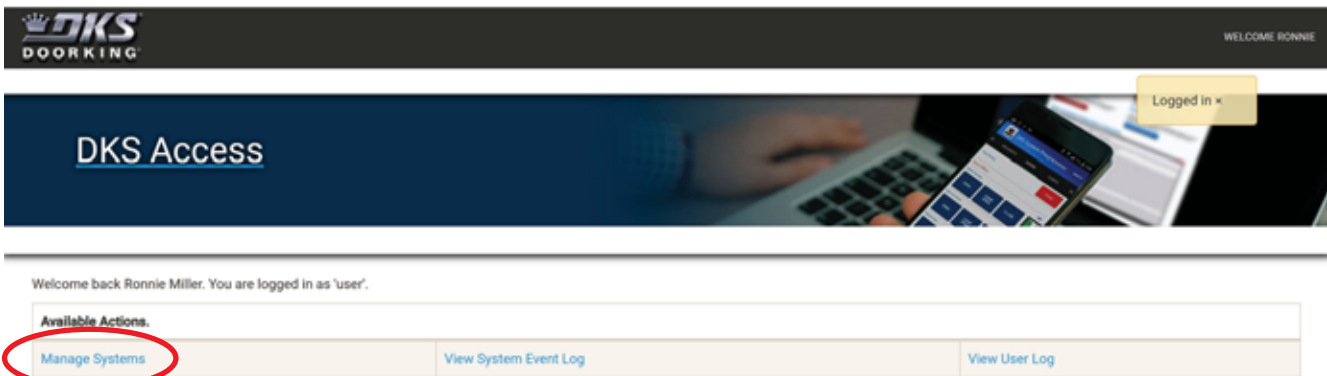 DKS
DOORKING
WELCOME RONNIE
Logged in ×
DKS Access
Welcome back Ronnie Miller. You are logged in as 'user'.
Available Actions.
Manage Systems
View System Event Log
View User Log